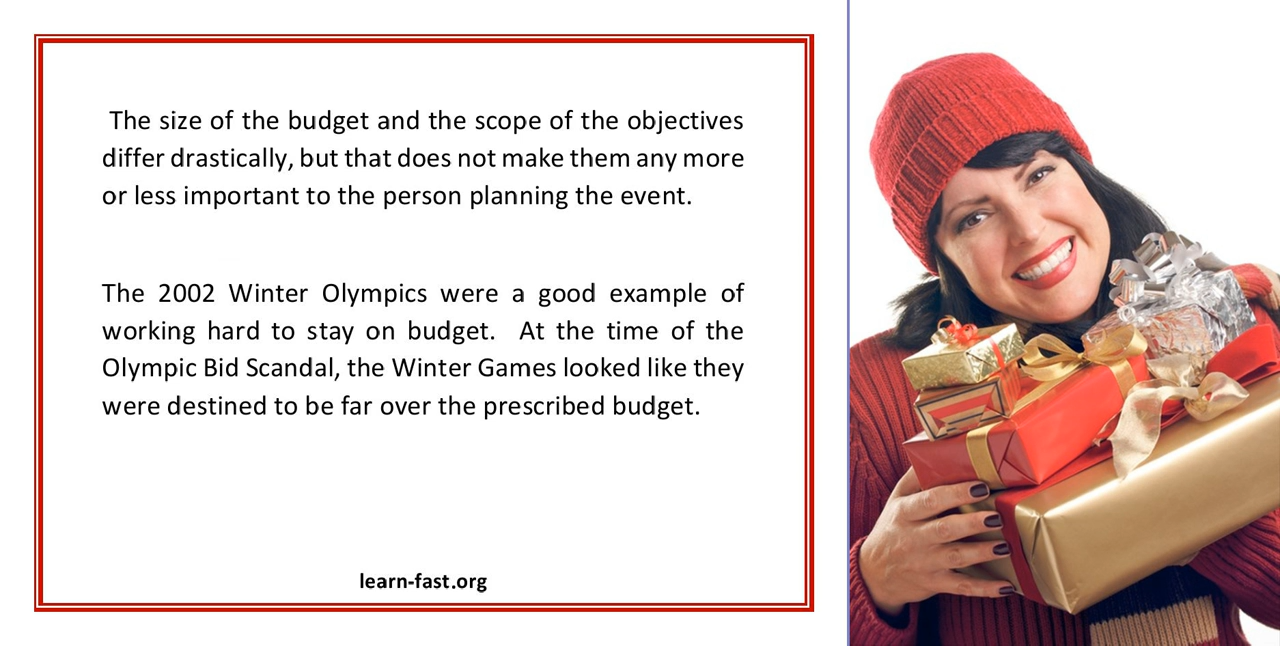 The size of the budget and the scope of the objectives
differ drastically, but that does not make them any more
or less important to the person planning the event.
The 2002 Winter Olympics were a good example of
working hard to stay on budget.  At the time of the
Olympic Bid Scandal, the Winter Games looked like they
were destined to be far over the prescribed budget.
learn-fast.org